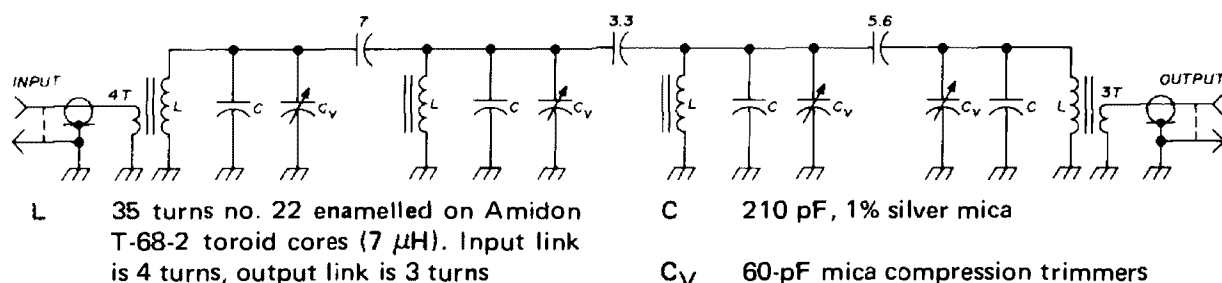 7
3.3
5.6
INPUT
4T
L
C
CV
L
C
CV
L
C
CV
CV
C
L
3T
OUTPUT
L 35 turns no. 22 enamelled on Amidon
T-68-2 toroid cores (7 μH). Input link
is 4 turns, output link is 3 turns
C 210 pF, 1% silver mica
CV 60-pF mica compression trimmers